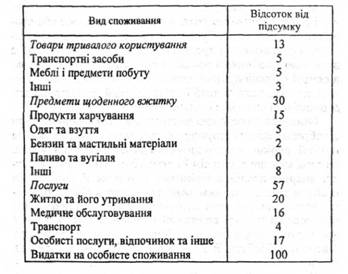 Вид споживання Відсоток від
підсумку
Товари тривалого користування 13
Транспортні засоби 5
Меблі і предмети побуту 5
Інші 3
Предмети щоденного вжитку 30
Продукти харчування 15
Одяг та взуття 5
Бензин та мастильні матеріали 2
Паливо та вугілля 0
Інші 8
Послуги 57
Житло та його утримання 20
Медичне обслуговування 16
Транспорт 4
Особисті послуги, відпочинок та інше 17
Видатки на особисте споживання 100